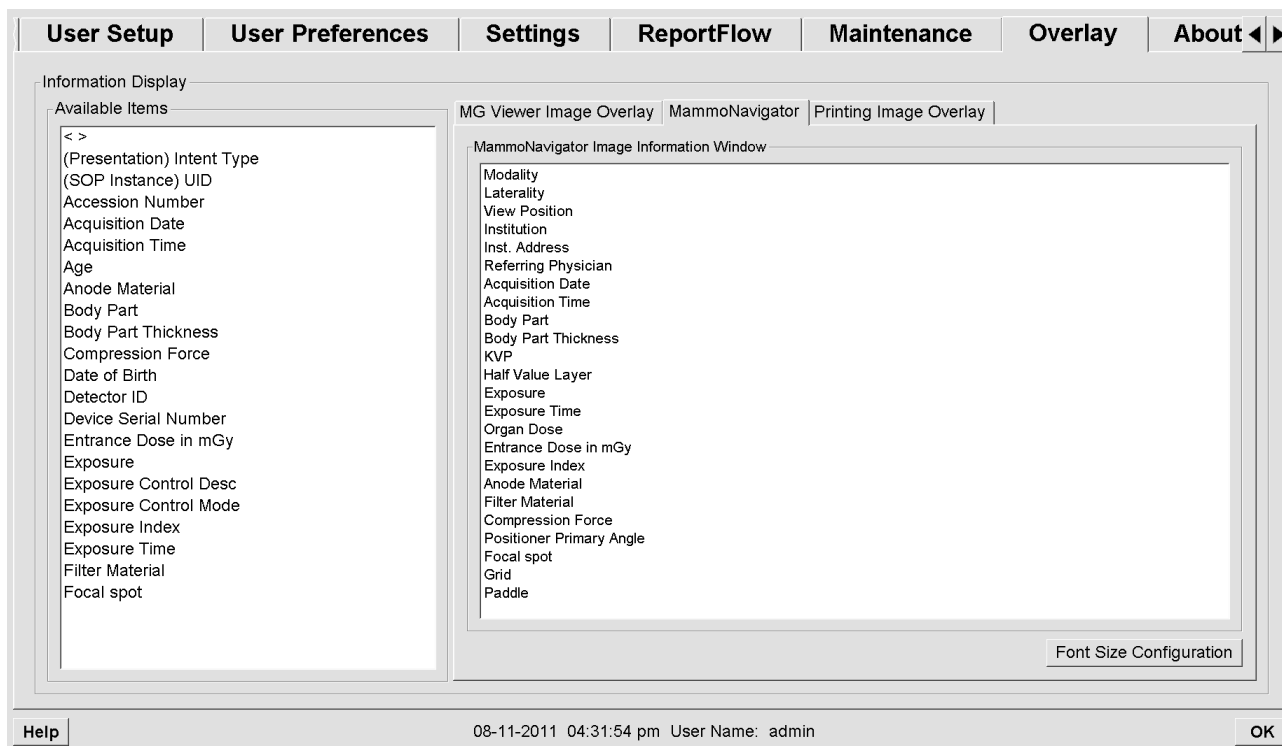 User Setup User Preferences Settings ReportFlow Maintenance Overlay About
Information Display
Available Items
< >
(Presentation) Intent Type
(SOP Instance) UID
Accession Number
Acquisition Date
Acquisition Time
Age
Anode Material
Body Part
Body Part Thickness
Compression Force
Date of Birth
Detector ID
Device Serial Number
Entrance Dose in mGy
Exposure
Exposure Control Desc
Exposure Control Mode
Exposure Index
Exposure Time
Filter Material
Focal spot
MG Viewer Image Overlay MammoNavigator Printing Image Overlay
MammoNavigator Image Information Window
Modality
Laterality
View Position
Institution
Inst. Address
Referring Physician
Acquisition Date
Acquisition Time
Body Part
Body Part Thickness
KVP
Half Value Layer
Exposure
Exposure Time
Organ Dose
Entrance Dose in mGy
Exposure Index
Anode Material
Filter Material
Compression Force
Positioner Primary Angle
Focal spot
Grid
Paddle
Font Size Configuration
Help 08-11-2011 04:31:54 pm User Name: admin OK